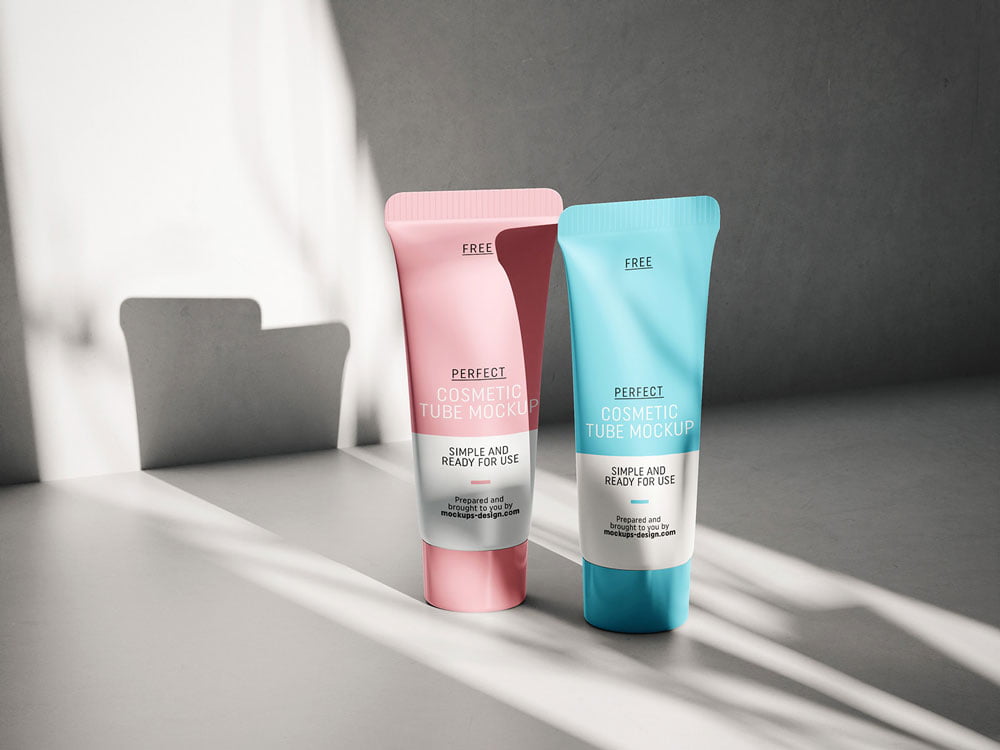 FREE
PERFECT
COSMETIC
TUBE MOCKUP
SIMPLE AND
READY FOR USE
Prepared and
brought to you by
mockups-design.com
FREE
PERFECT
COSMETIC
TUBE MOCKUP
SIMPLE AND
READY FOR USE
Prepared and
brought to you by
mockups-design.com